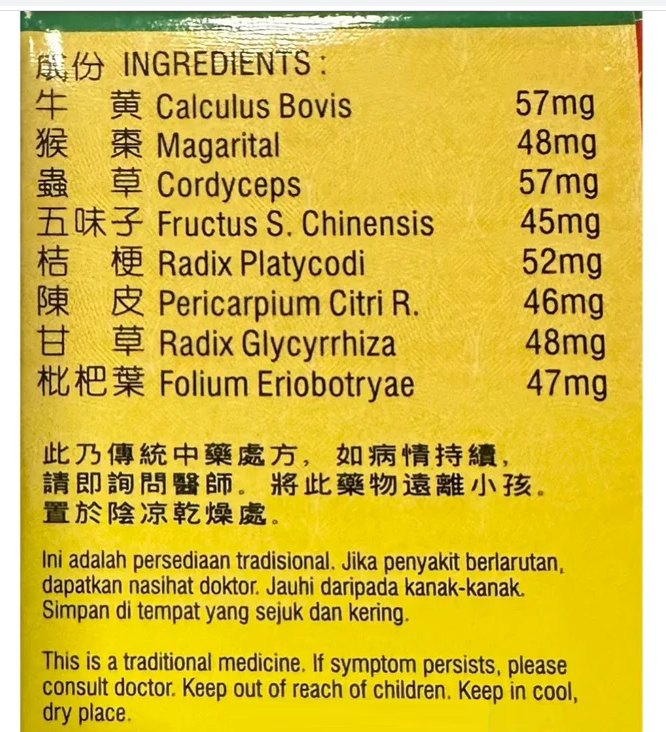 成份 INGREDIENTS :
牛黄 Calculus Bovis 57mg
猴棗 Magarital 48mg
蟲草 Cordyceps 57mg
五味子 Fructus S. Chinensis 45mg
桔梗 Radix Platycodi 52mg
陳皮 Pericarpium Citri R. 46mg
甘草 Radix Glycyrrhiza 48mg
枇杷葉 Folium Eriobotryae 47mg
此乃傳統中藥處方, 如病情持續,
請即詢問醫師。將此藥物遠離小孩。
置於陰凉乾燥處。
Ini adalah persediaan tradisional. Jika penyakit berlarutan,
dapatkan nasihat doktor. Jauhi daripada kanak-kanak.
Simpan di tempat yang sejuk dan kering.
This is a traditional medicine. If symptom persists, please
consult doctor. Keep out of reach of children. Keep in cool,
dry place.